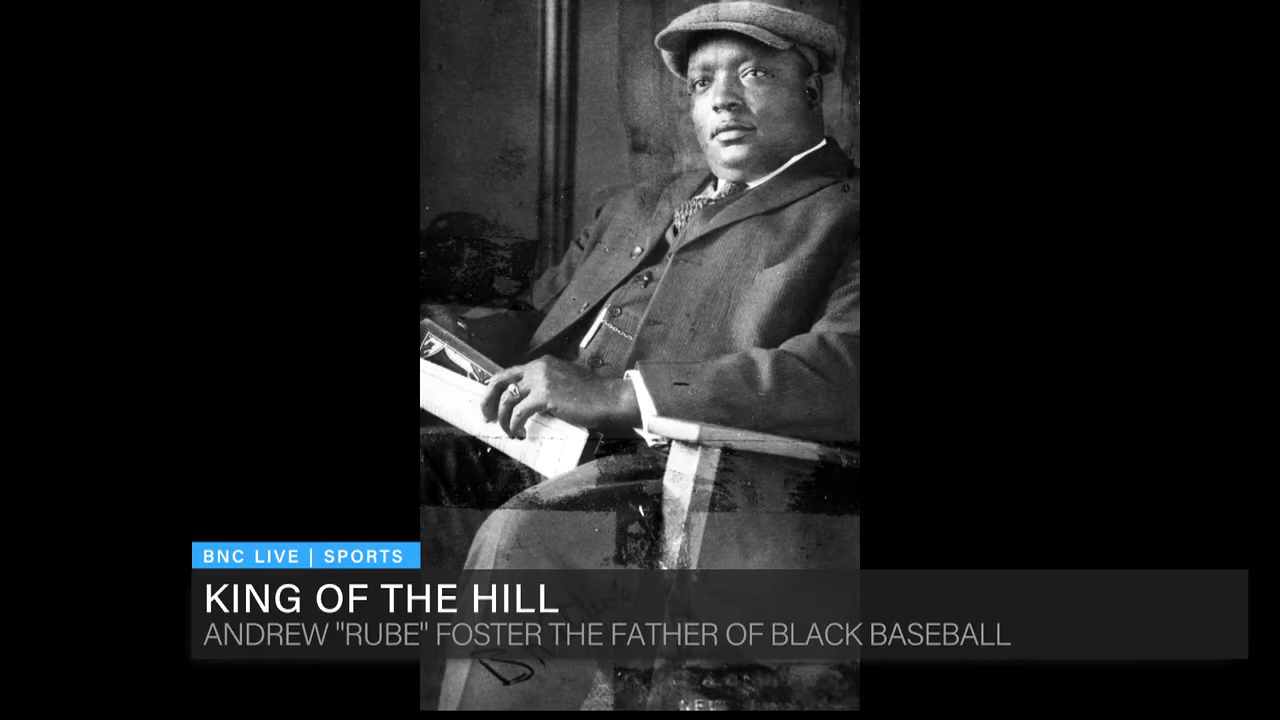 BNC LIVE | SPORTS
KING OF THE HILL
ANDREW "RUBE" FOSTER THE FATHER OF BLACK BASEBALL